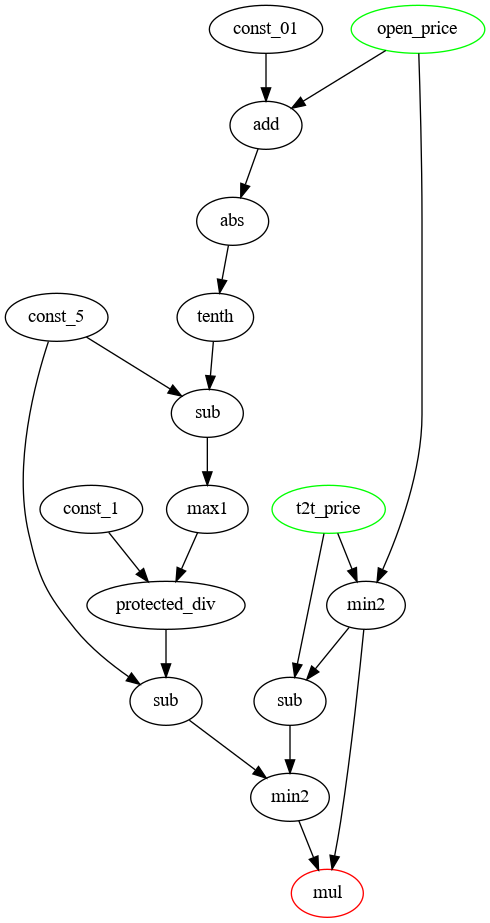 const_01
open_price
add
abs
const_5
tenth
sub
const_1
max1
t2t_price
protected_div
min2
sub
sub
min2
mul